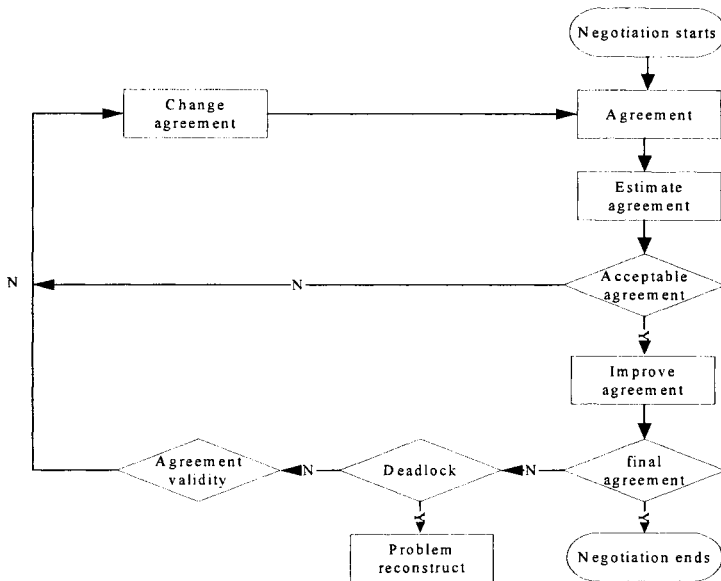 Negotiation starts
Change
agreement
Agreement
Estimate
agreement
N
N
Acceptable
agreement
Y
Improve
agreement
Agreement
validity
N
Deadlock
N
final
agreement
Y
Y
Problem
reconstruct
Negotiation ends